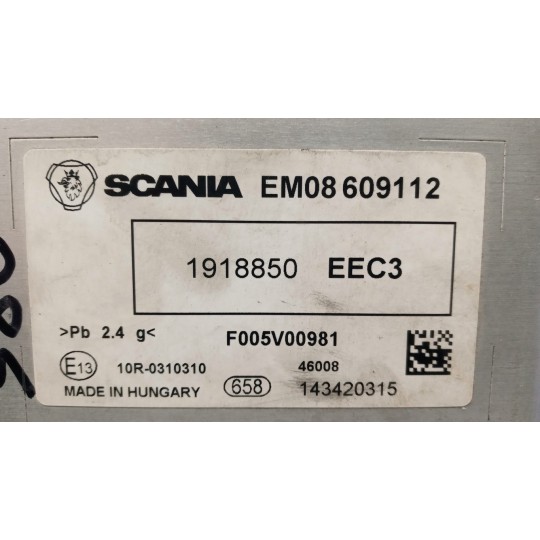 SCANIA EM08 609112
1918850 EEC3
>Pb 2.4 g< F005V00981
E13 10R-0310310 46008
MADE IN HUNGARY 658 143420315